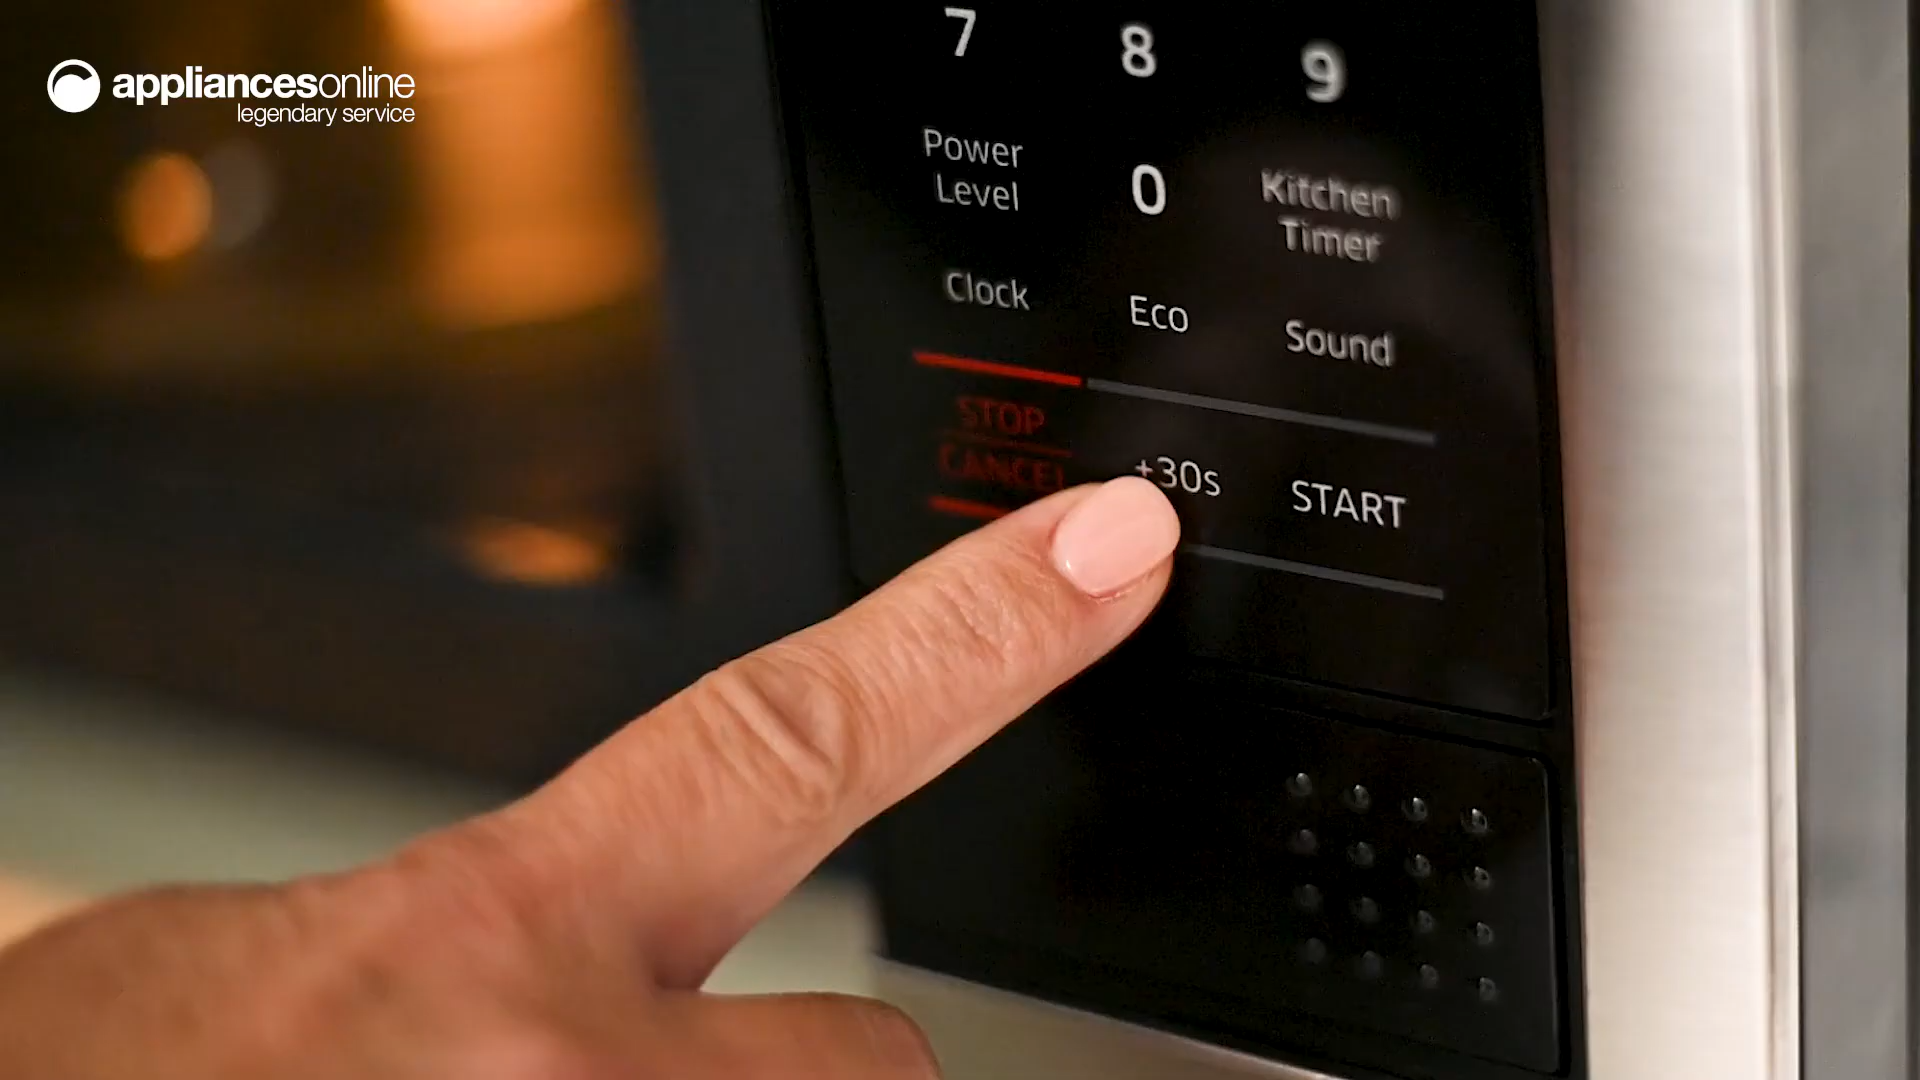 appliancesonline
legendary service
7 8 9
Power
Level
0
Kitchen
Timer
Clock Eco Sound
STOP
CANCEL
+30s
START